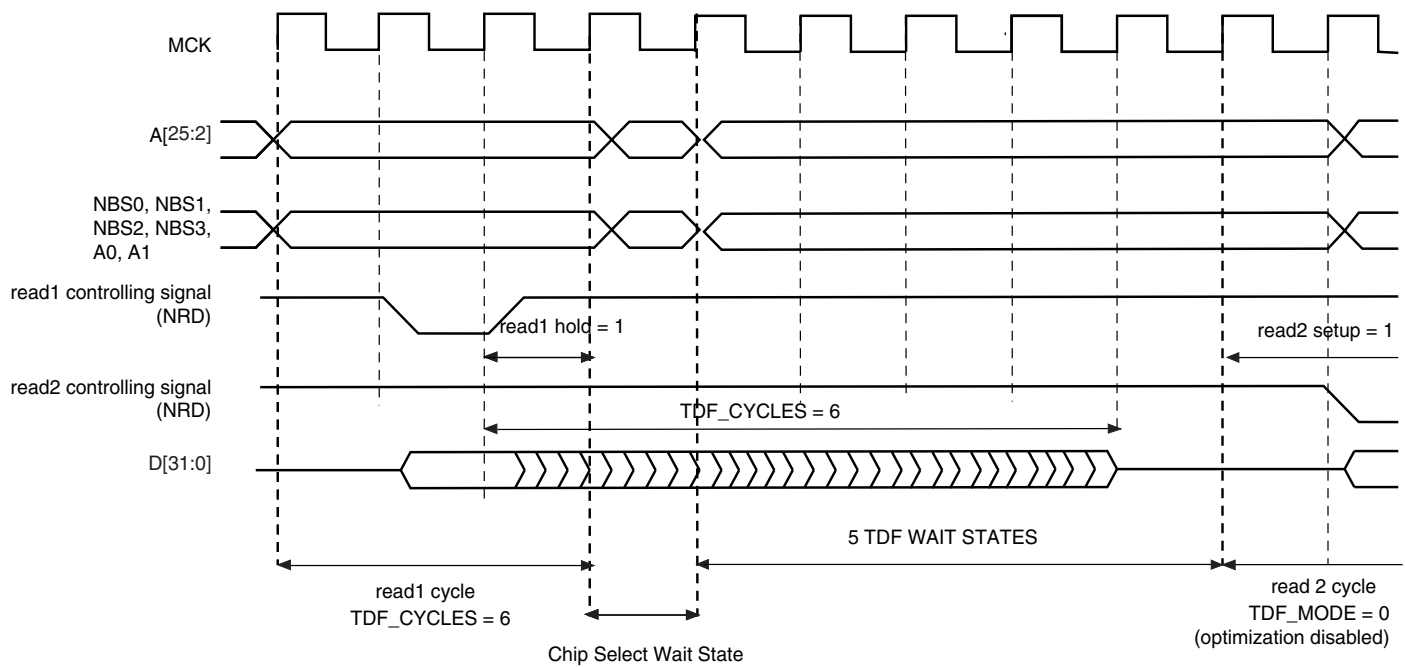 MCK
A[25:2]
NBS0, NBS1,
NBS2, NBS3,
A0, A1
read1 controlling signal
(NRD)
read1 hold = 1
read2 setup = 1
read2 controlling signal
(NRD)
TDF_CYCLES = 6
D[31:0]
5 TDF WAIT STATES
read1 cycle
TDF_CYCLES = 6
read 2 cycle
TDF_MODE = 0
(optimization disabled)
Chip Select Wait State